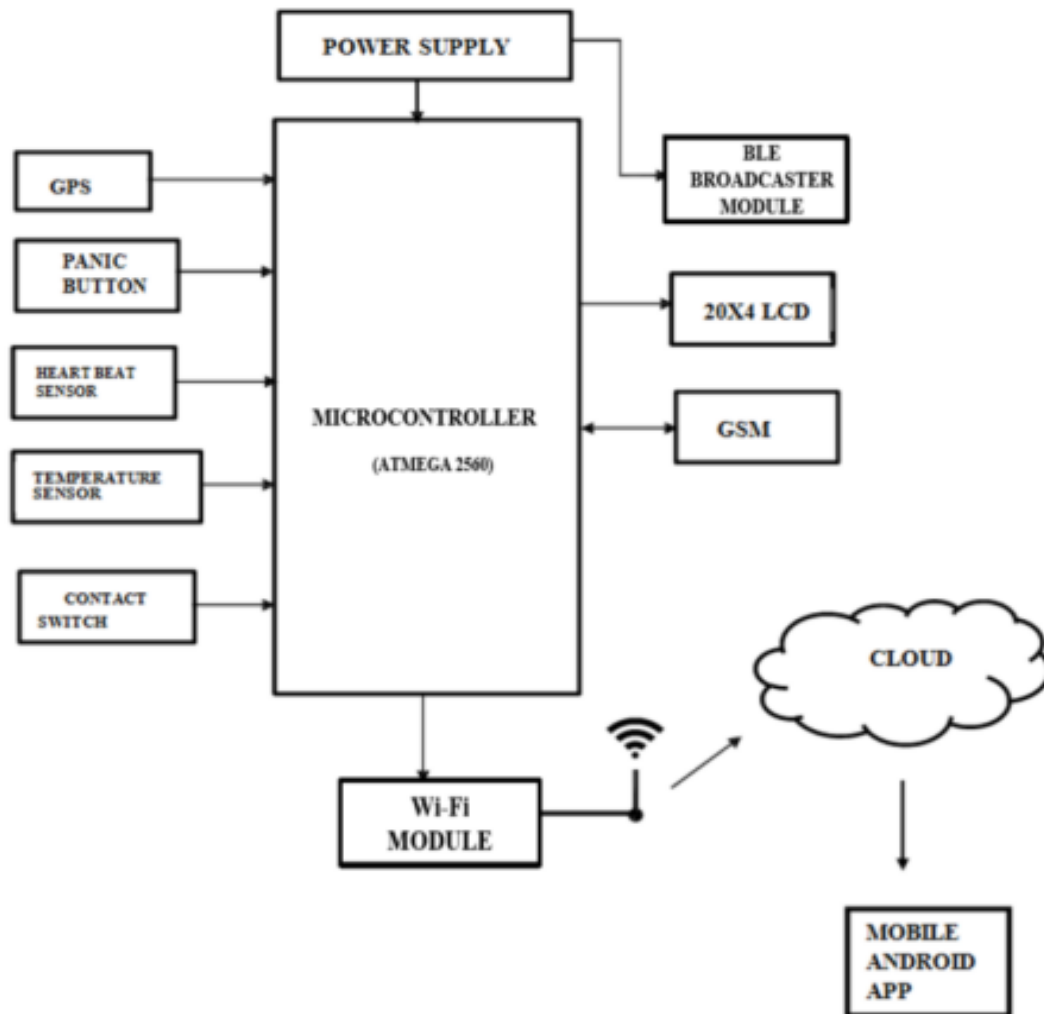 POWER SUPPLY
BLE
BROADCASTER
MODULE
GPS
PANIC
BUTTON
20X4 LCD
HEART BEAT
SENSOR
MICROCONTROLLER
(ATMEGA 2560)
GSM
TEMPERATURE
SENSOR
CONTACT
SWITCH
CLOUD
Wi-Fi
MODULE
MOBILE
ANDROID
APP